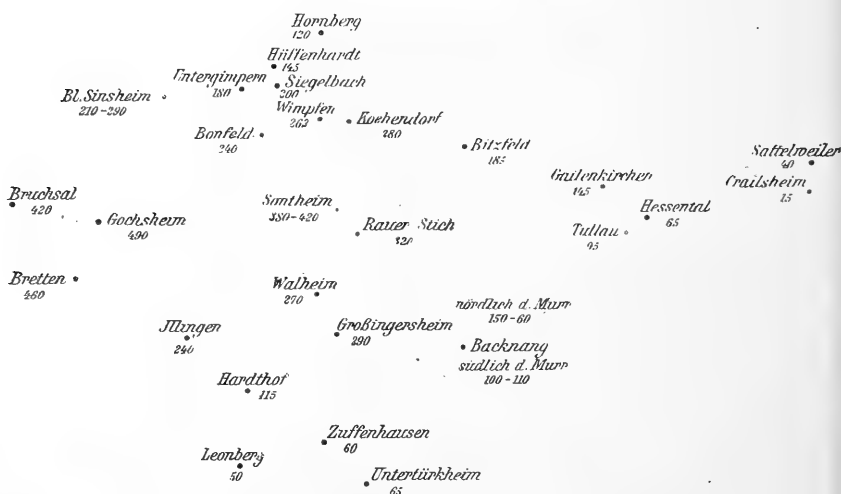 Hornberg
120
Hüffenhardt
145
Untergimpern
180
Siegelbach
200
Bl. Sinsheim
210-290
Wimpfen
262
Kochendorf
280
Bonfeld
240
Bitzfeld
185
Sattelweiler
40
Gailenkirchen
145
Crailsheim
15
Bruchsal
420
Gochsheim
490
Sontheim
380-420
Hessental
65
Rauer Stich
320
Tullau
95
Bretten
460
Walheim
270
nördlich d. Murr
150-60
Illingen
240
Großingersheim
290
Backnang
südlich d. Murr
100-110
Hardthof
115
Zuffenhausen
60
Leonberg
50
Untertürkheim
65